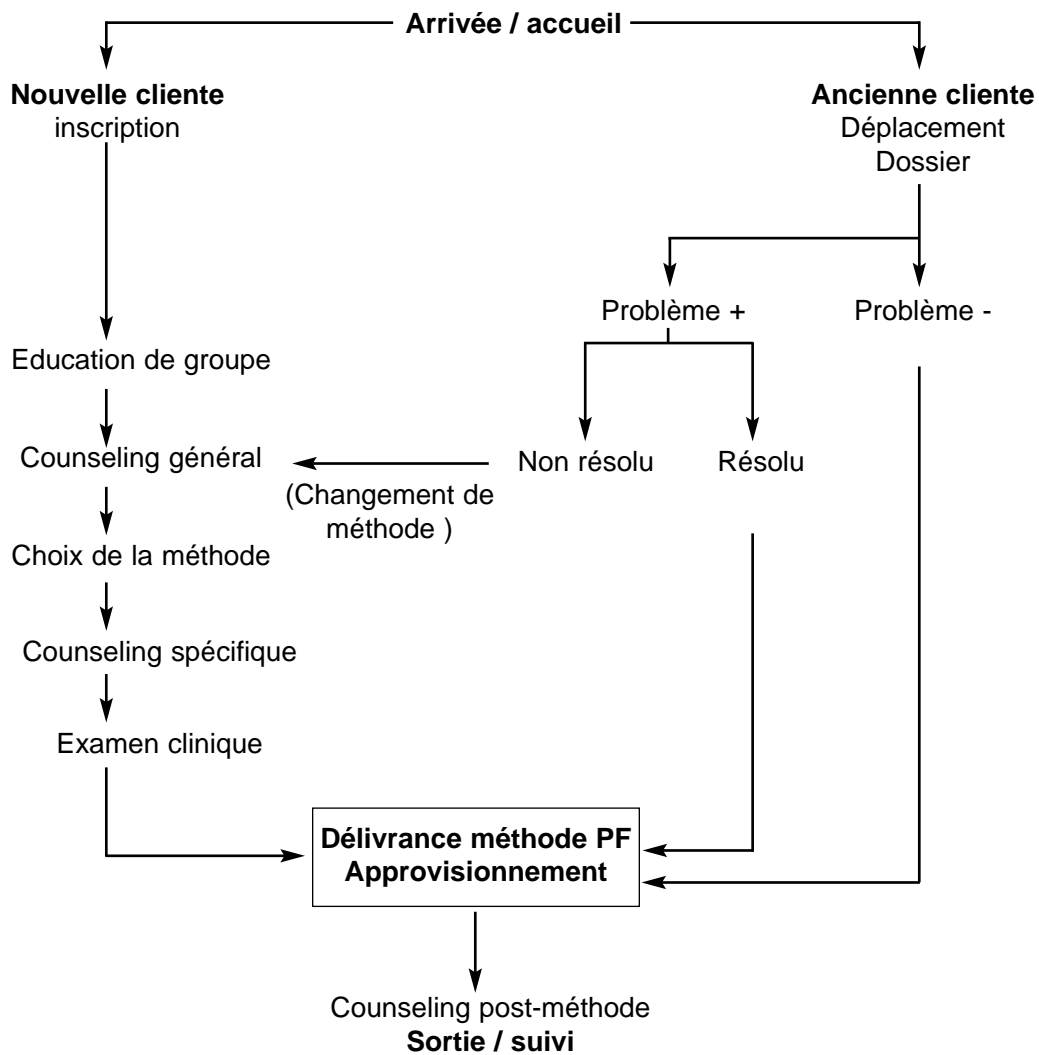 Arrivée / accueil
Nouvelle cliente
inscription
Ancienne cliente
Déplacement
Dossier
Problème +
Problème -
Education de groupe
Counseling général
Non résolu
Résolu
(Changement de
méthode )
Choix de la méthode
Counseling spécifique
Examen clinique
Délivrance méthode PF
Approvisionnement
Counseling post-méthode
Sortie / suivi